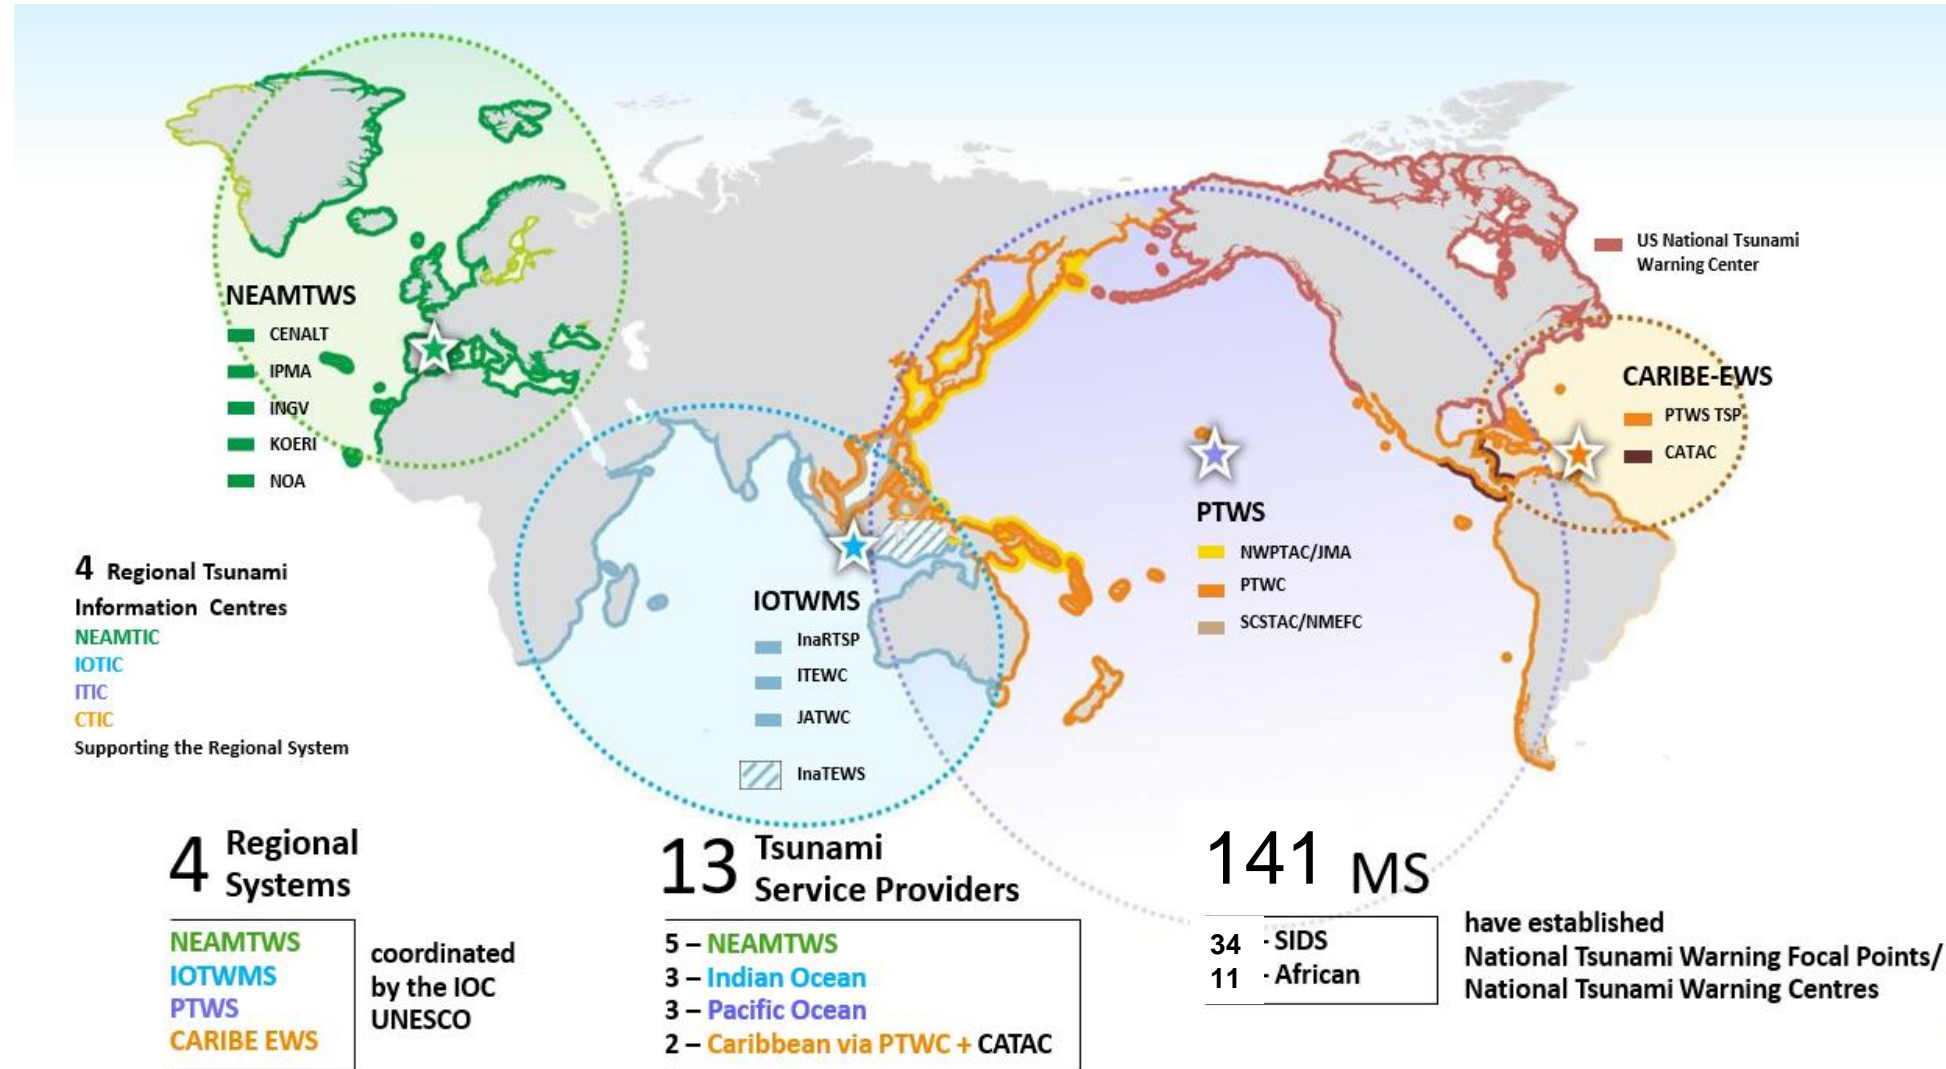 US National Tsunami
Warning Center
NEAMTWS
CENALT
IPMA
INGV
KOERI
NOA
CARIBE-EWS
PTWS TSP
CATAC
PTWS
NWPTAC/JMA
PTWC
SCSTAC/NMEFC
IOTWMS
InaRTSP
ITEWC
JATWC
InaTEWS
4 Regional Tsunami
Information Centres
NEAMTIC
IOTIC
ITIC
CTIC
Supporting the Regional System
4 Regional
Systems
NEAMTWS
IOTWMS
PTWS
CARIBE EWS
coordinated
by the IOC
UNESCO
13 Tsunami
Service Providers
5 – NEAMTWS
3 – Indian Ocean
3 – Pacific Ocean
2 – Caribbean via PTWC + CATAC
141 MS
34 - SIDS
11 - African
have established
National Tsunami Warning Focal Points/
National Tsunami Warning Centres